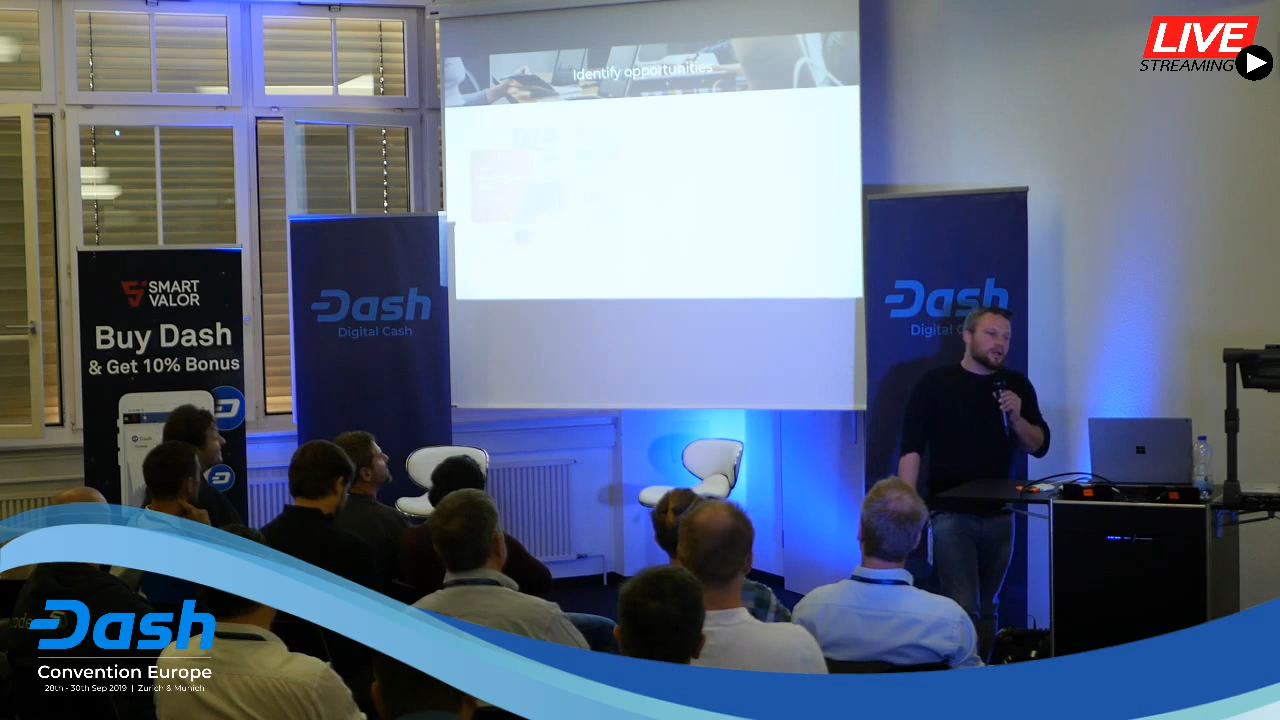 LIVE
STREAMING
Identify opportunities
SMART
VALOR
Buy Dash
& Get 10% Bonus
Dash
Digital Cash
Dash
Digital C
Dash
Convention Europe
28th - 30th Sep 2019 | Zurich & Munich